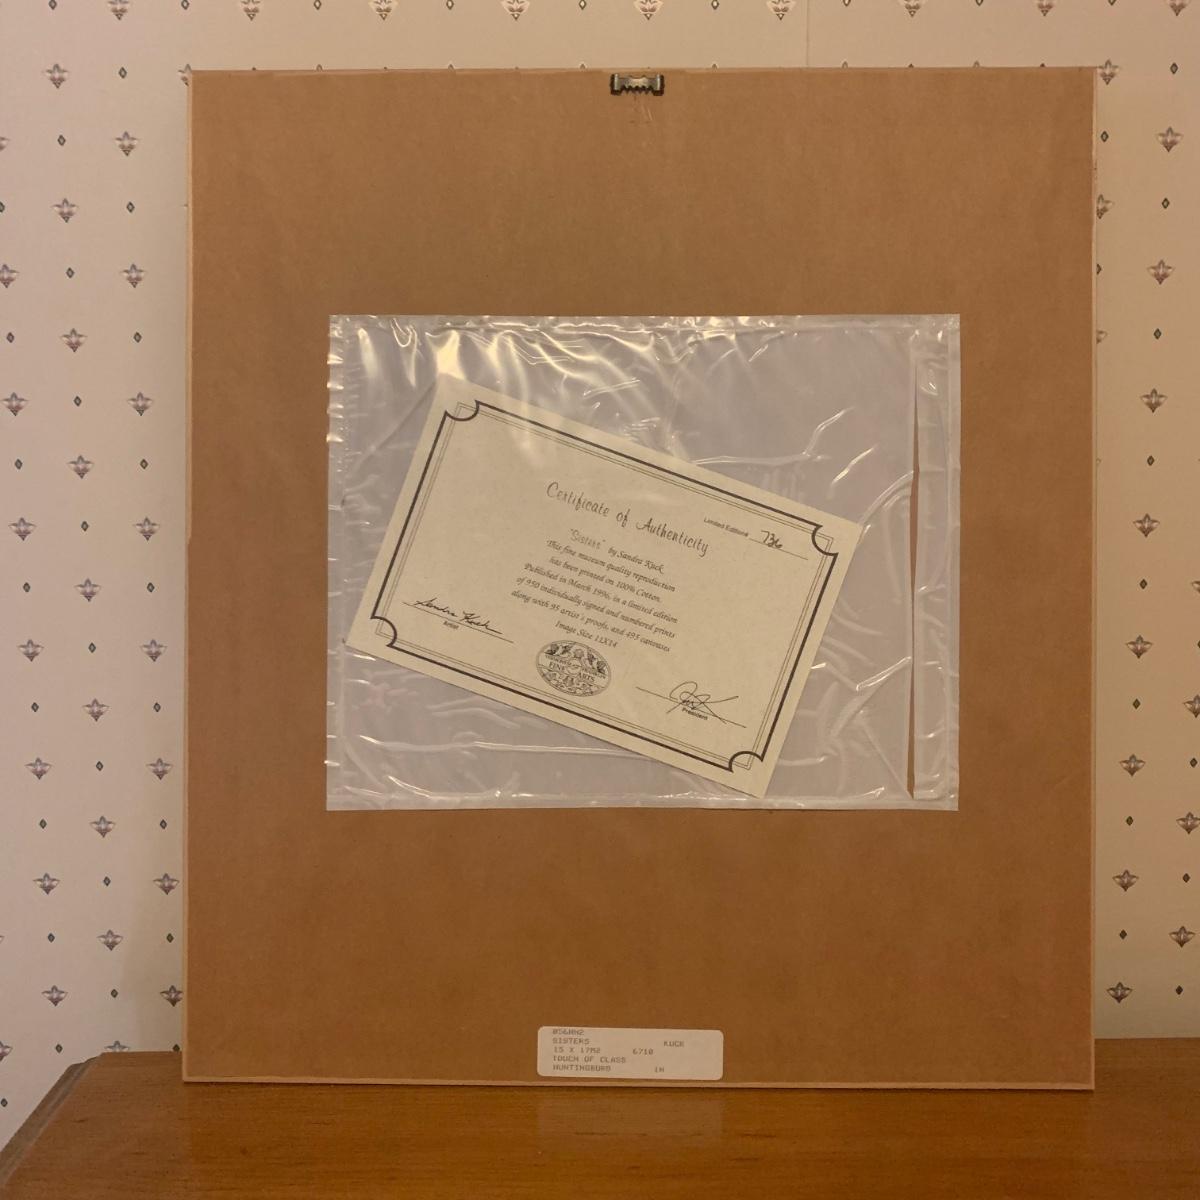 Certificate of Authenticity
Limited Edition# 736
"Sisters" by Sandra Kuck
This fine museum quality reproduction
has been printed on 100% Cotton.
Published in March 1996, in a limited edition
of 950 individually signed and numbered prints
along with 95 artist's proofs, and 495 canvases
Image Size 11X14
Sandra Kuck
Artist
FINE ARTS
President
SISTERS KUCK
15 X 17M2 6710
TOUCH OF CLASS
HUNTINGBURG IN